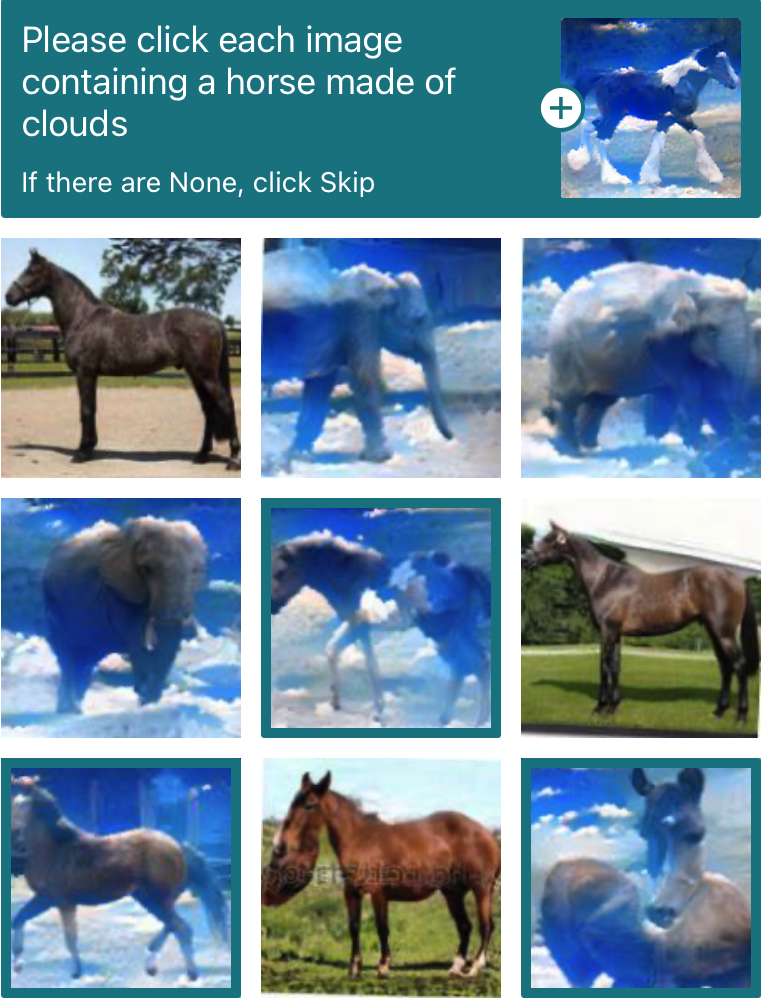 Please click each image
containing a horse made of
clouds
If there are None, click Skip